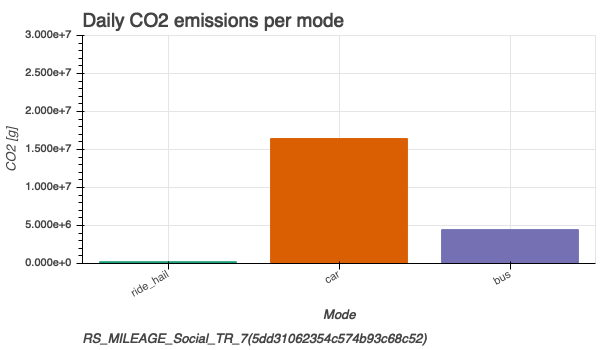 Daily CO2 emissions per mode
3.000e+7
2.500e+7
2.000e+7
1.500e+7
1.000e+7
5.000e+6
0.000e+0
CO2 [g]
ride_hail
car
bus
Mode
RS_MILEAGE_Social_TR_7(5dd31062354c574b93c68c52)